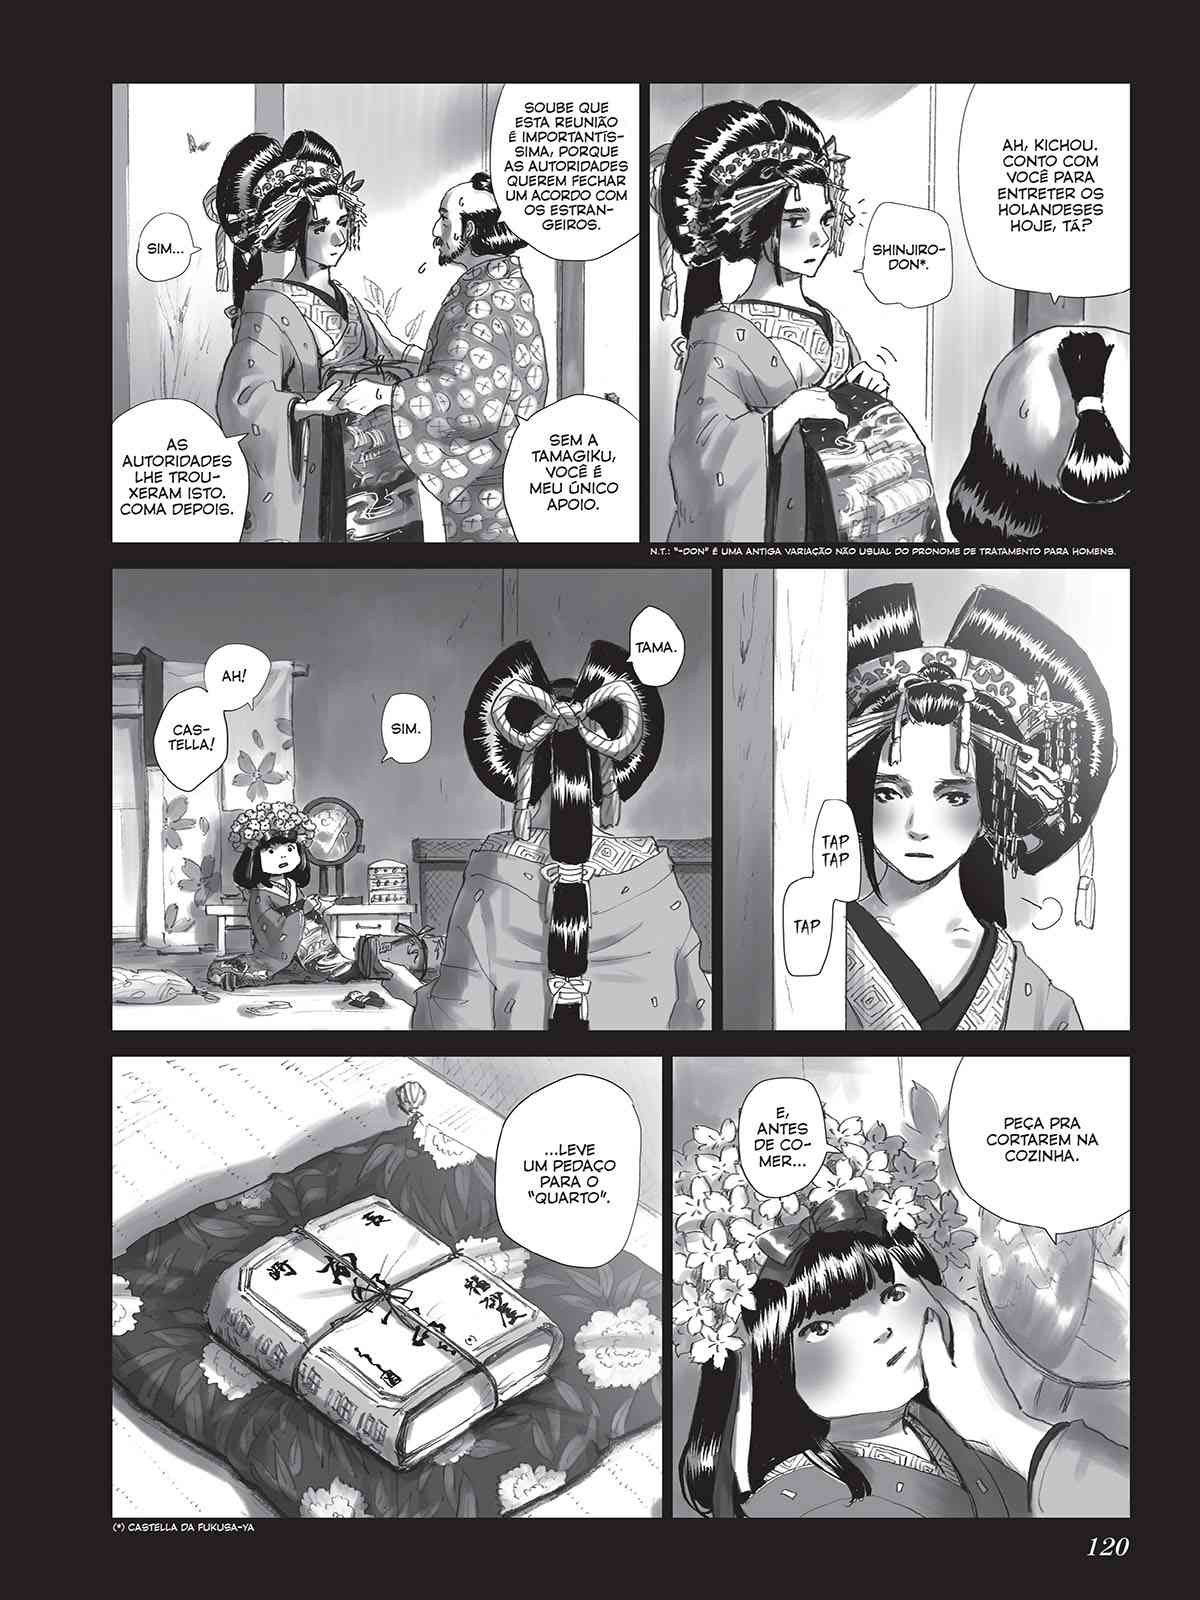 AH, KICHOU.
CONTO COM
VOCÊ PARA
ENTRETER OS
HOLANDESES
HOJE, TÁ?
SHINJIRO-
DON*.
N.T.: "-DON" É UMA ANTIGA VARIAÇÃO NÃO USUAL DO PRONOME DE TRATAMENTO PARA HOMENS.
SOUBE QUE
ESTA REUNIÃO
É IMPORTANTÍS-
SIMA, PORQUE
AS AUTORIDADES
QUEREM FECHAR
UM ACORDO COM
OS ESTRAN-
GEIROS.
SIM...
SEM A
TAMAGIKU,
VOCÊ É
MEU ÚNICO
APOIO.
AS
AUTORIDADES
LHE TROU-
XERAM ISTO.
COMA DEPOIS.
TAP
TAP
TAP
TAMA.
SIM.
AH!
CAS-
TELLA!
PEÇA PRA
CORTAREM NA
COZINHA.
E,
ANTES
DE CO-
MER...
...LEVE
UM PEDAÇO
PARA O
"QUARTO".
福砂屋
(*)
(*) CASTELLA DA FUKUSA-YA
120